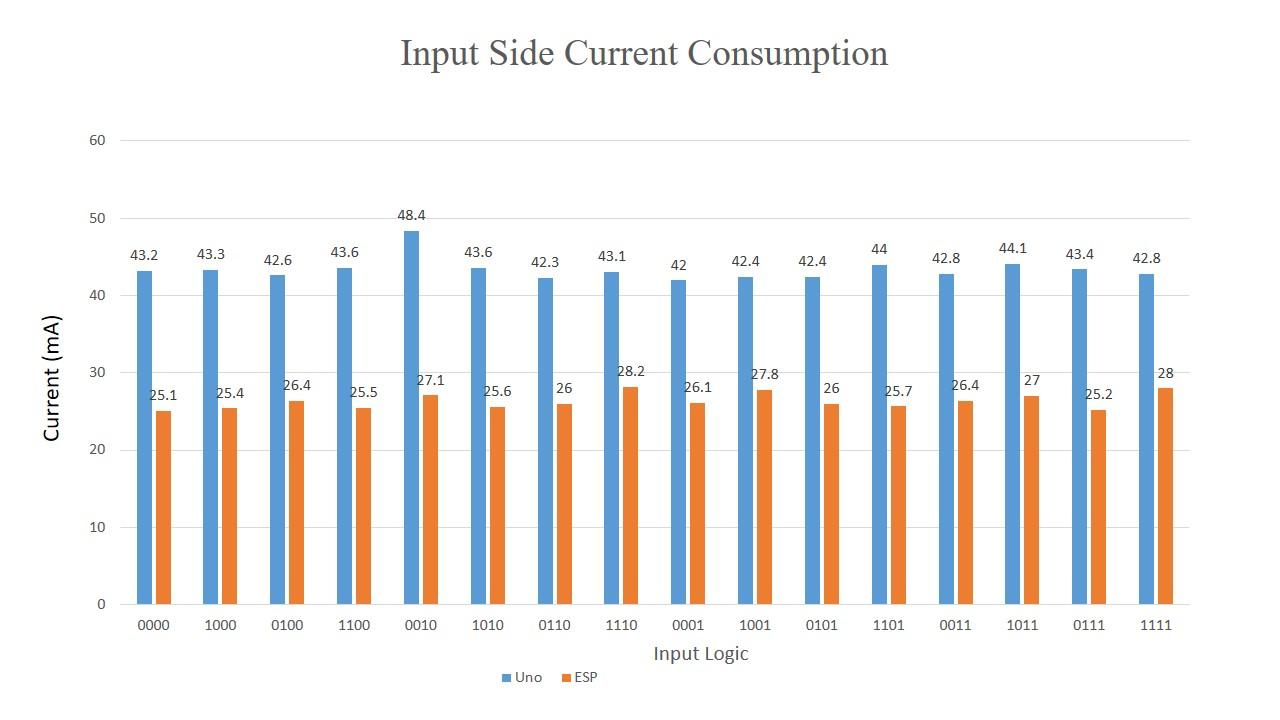 Input Side Current Consumption
60
50
40
30
20
10
0
Current (mA)
43.2 43.3 42.6 43.6 48.4 43.6 42.3 43.1 42 42.4 42.4 44 42.8 44.1 43.4 42.8
25.1 25.4 26.4 25.5 27.1 25.6 26 28.2 26.1 27.8 26 25.7 26.4 27 25.2 28
0000 1000 0100 1100 0010 1010 0110 1110 0001 1001 0101 1101 0011 1011 0111 1111
Input Logic
Uno ESP